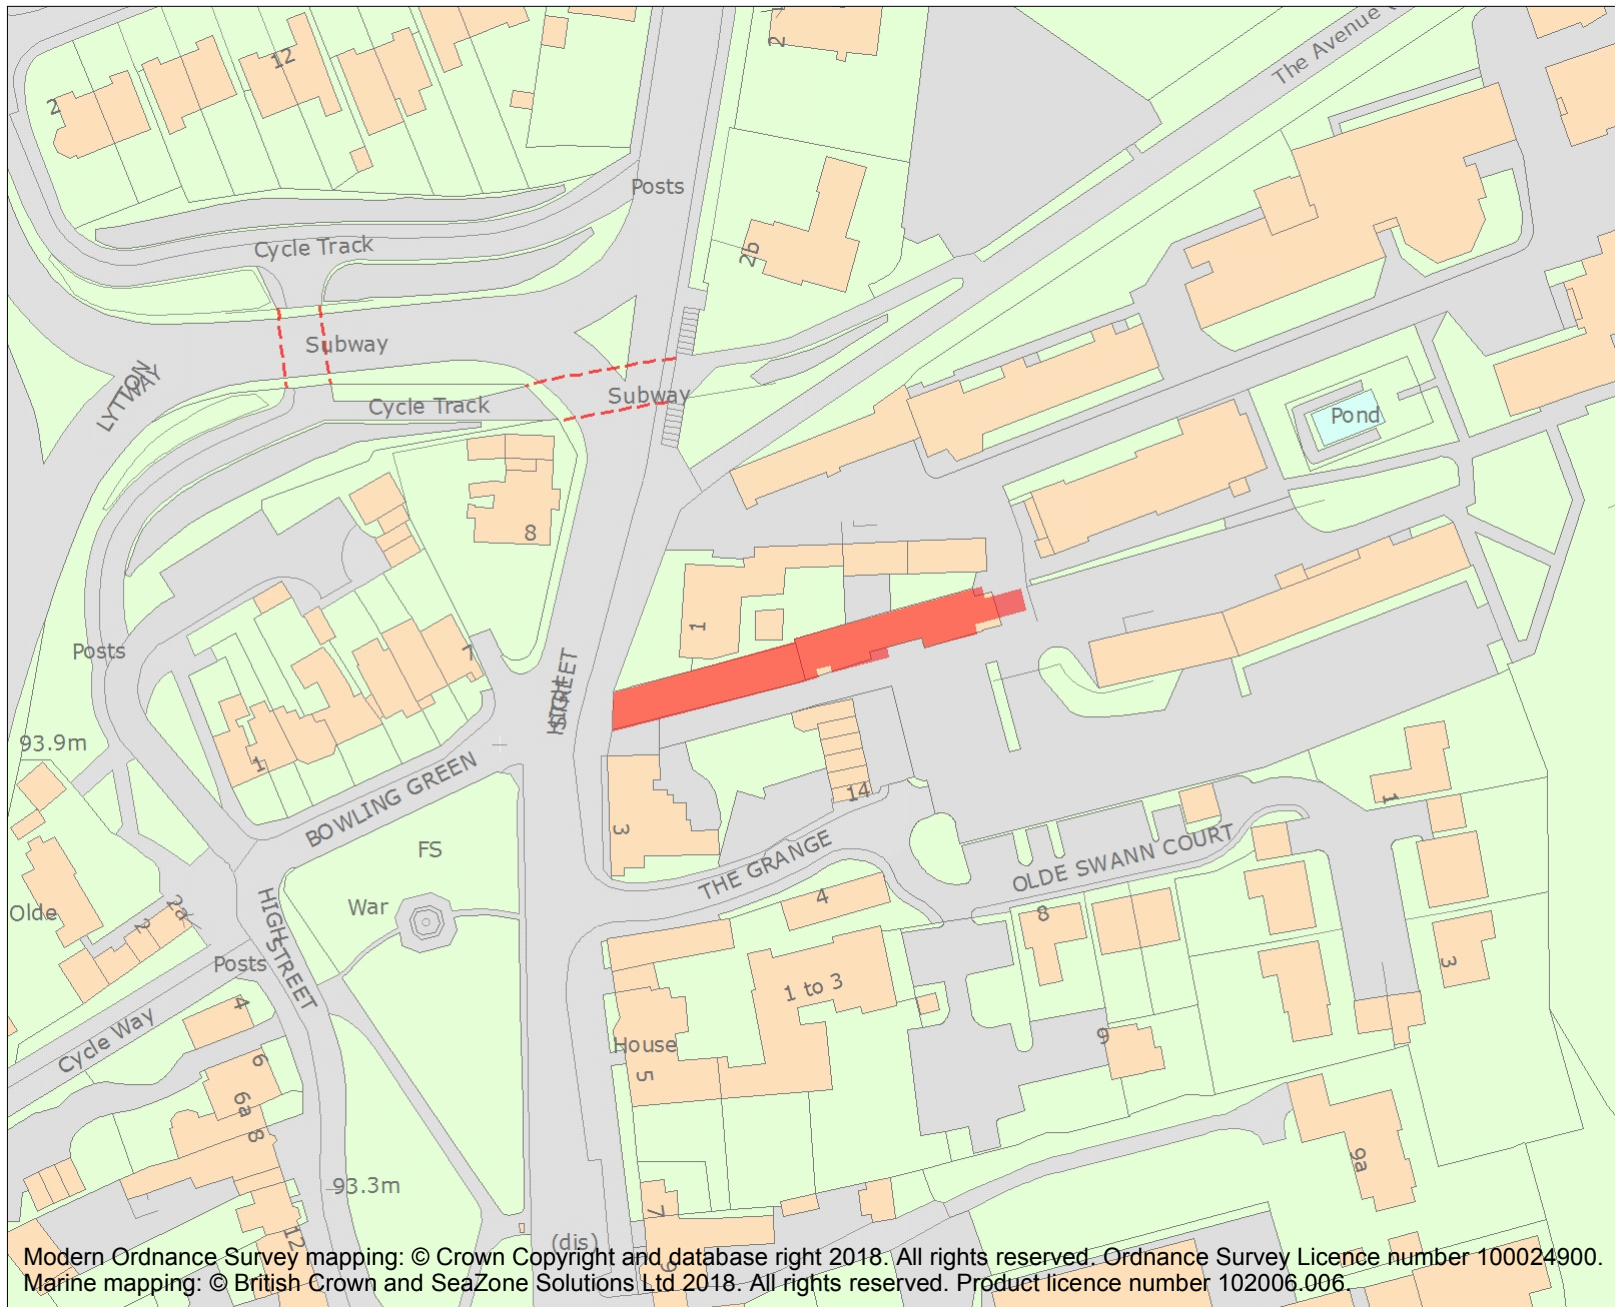 2
12
2
The Avenue
Posts
Cycle Track
2b
Subway
LYTTON
WAY
Subway
Cycle Track
Pond
8
1
7
Posts
HIGH
STREET
93.9m
1
BOWLING GREEN
3
14
1
FS
THE GRANGE
OLDE SWANN COURT
War
4
8
Olde
2
2a
HIGH
STREET
Posts
1 to 3
3
4
House
9
Cycle Way
6
5
6a
8
9a
93.3m
7
12
(dis)
9
Modern Ordnance Survey mapping: © Crown Copyright and database right 2018. All rights reserved. Ordnance Survey Licence number 100024900.
Marine mapping: © British Crown and SeaZone Solutions Ltd 2018. All rights reserved. Product licence number 102006.006.